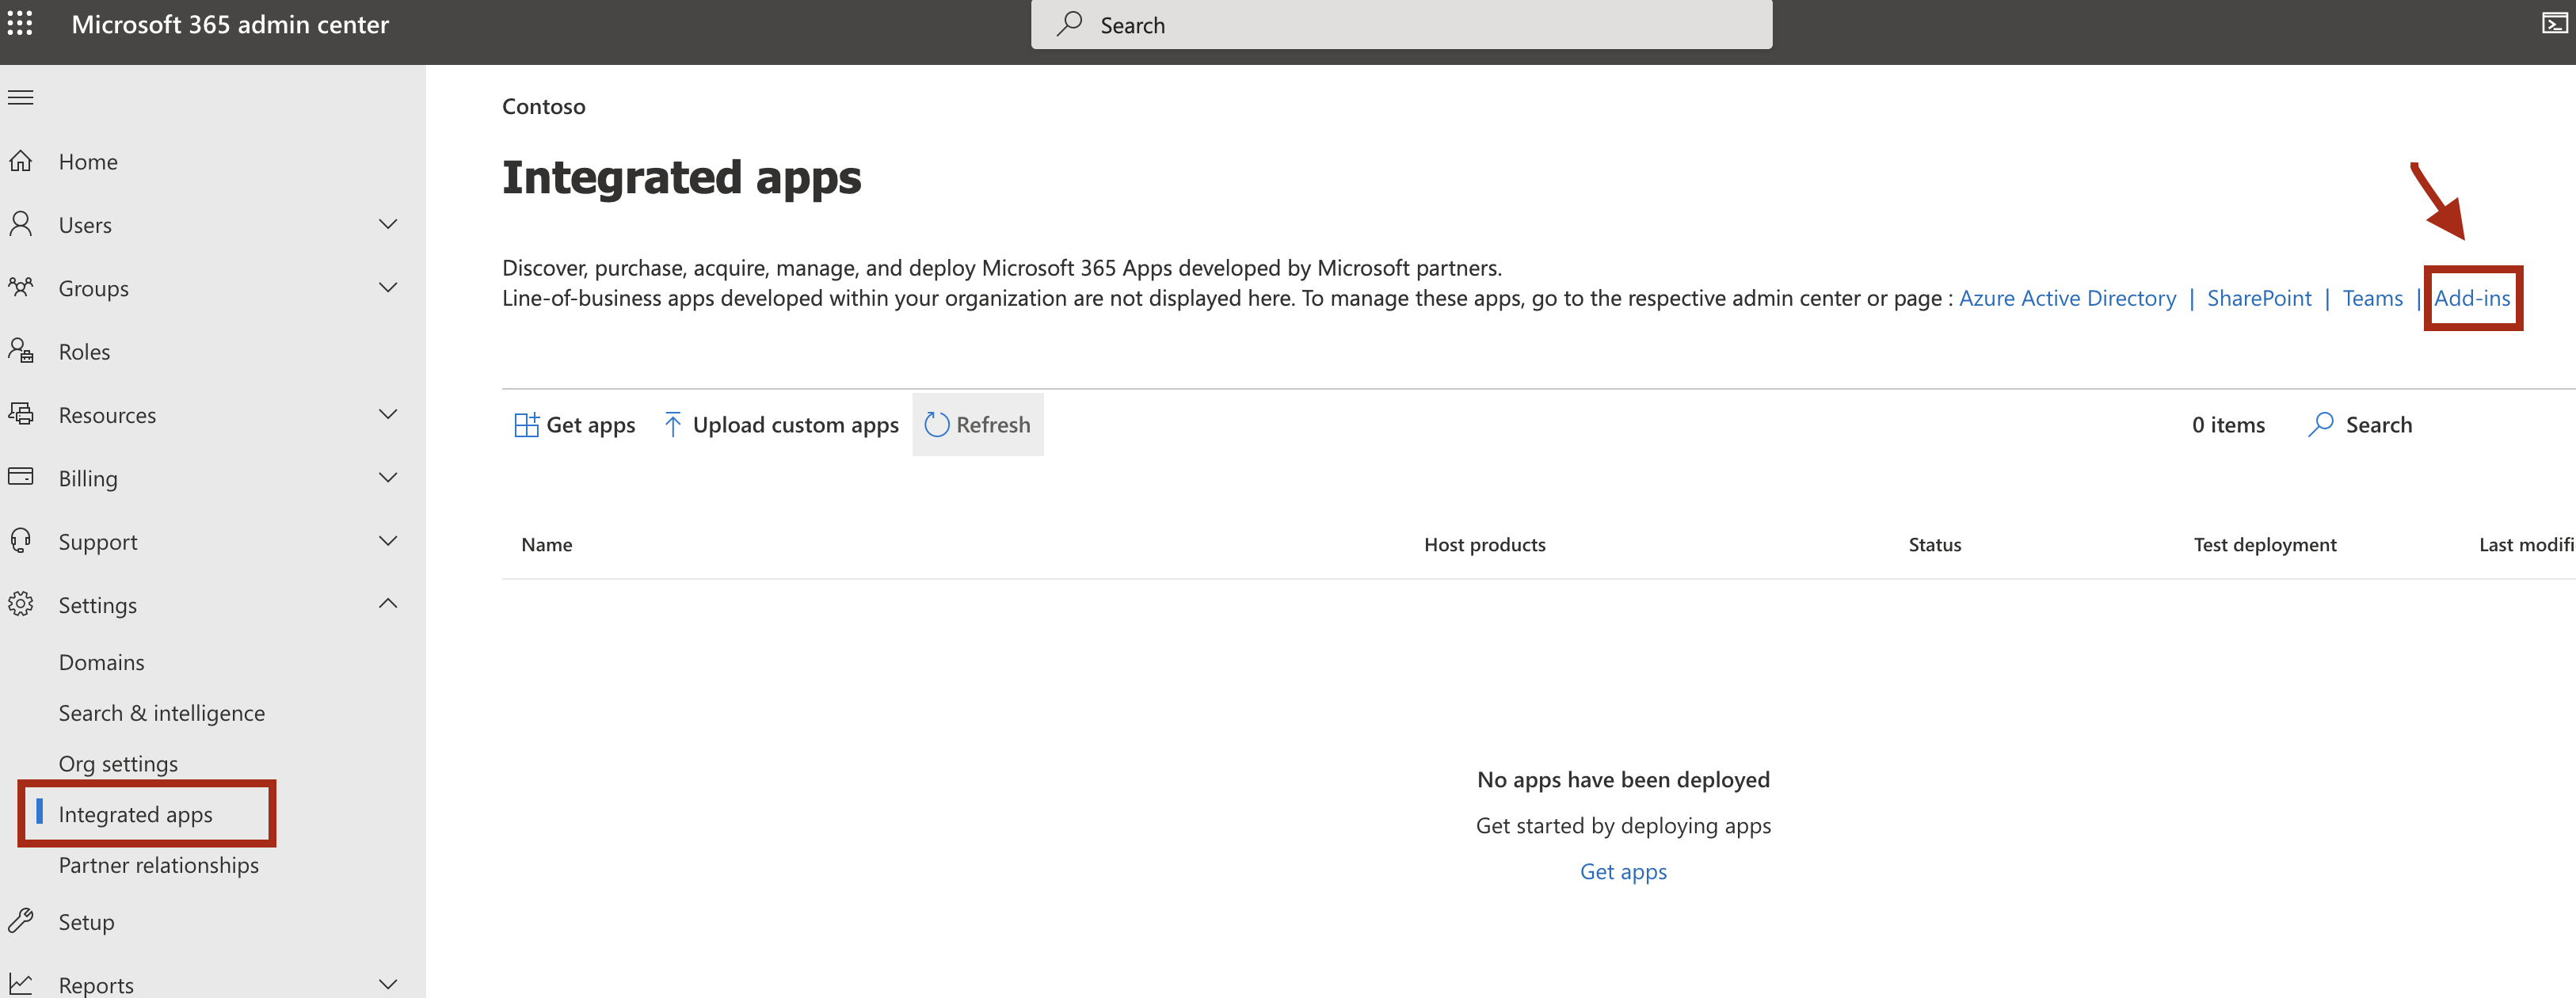 Microsoft 365 admin center
Search
Home
Users
Groups
Roles
Resources
Billing
Support
Settings
Domains
Search & intelligence
Org settings
Integrated apps
Partner relationships
Setup
Reports
Contoso
Integrated apps
Discover, purchase, acquire, manage, and deploy Microsoft 365 Apps developed by Microsoft partners.
Line-of-business apps developed within your organization are not displayed here. To manage these apps, go to the respective admin center or page : Azure Active Directory | SharePoint | Teams | Add-ins
Get apps Upload custom apps Refresh 0 items Search
Name Host products Status Test deployment Last modifi
No apps have been deployed
Get started by deploying apps
Get apps